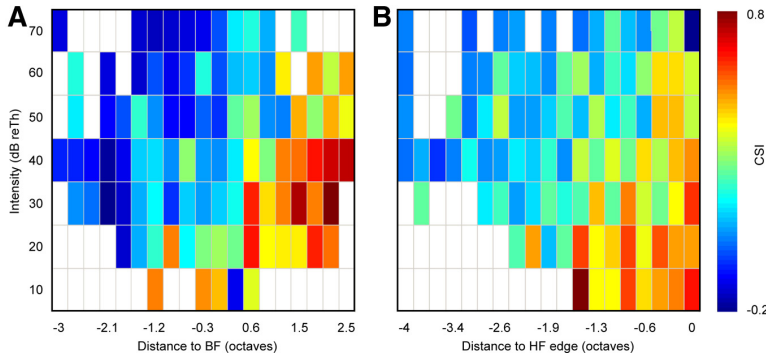 A
B
70
60
50
40
30
20
10
Intensity (dB reTh)
-3 -2.1 -1.2 -0.3 0.6 1.5 2.5
Distance to BF (octaves)
-4 -3.4 -2.6 -1.9 -1.3 -0.6 0
Distance to HF edge (octaves)
0.8
CSI
-0.2